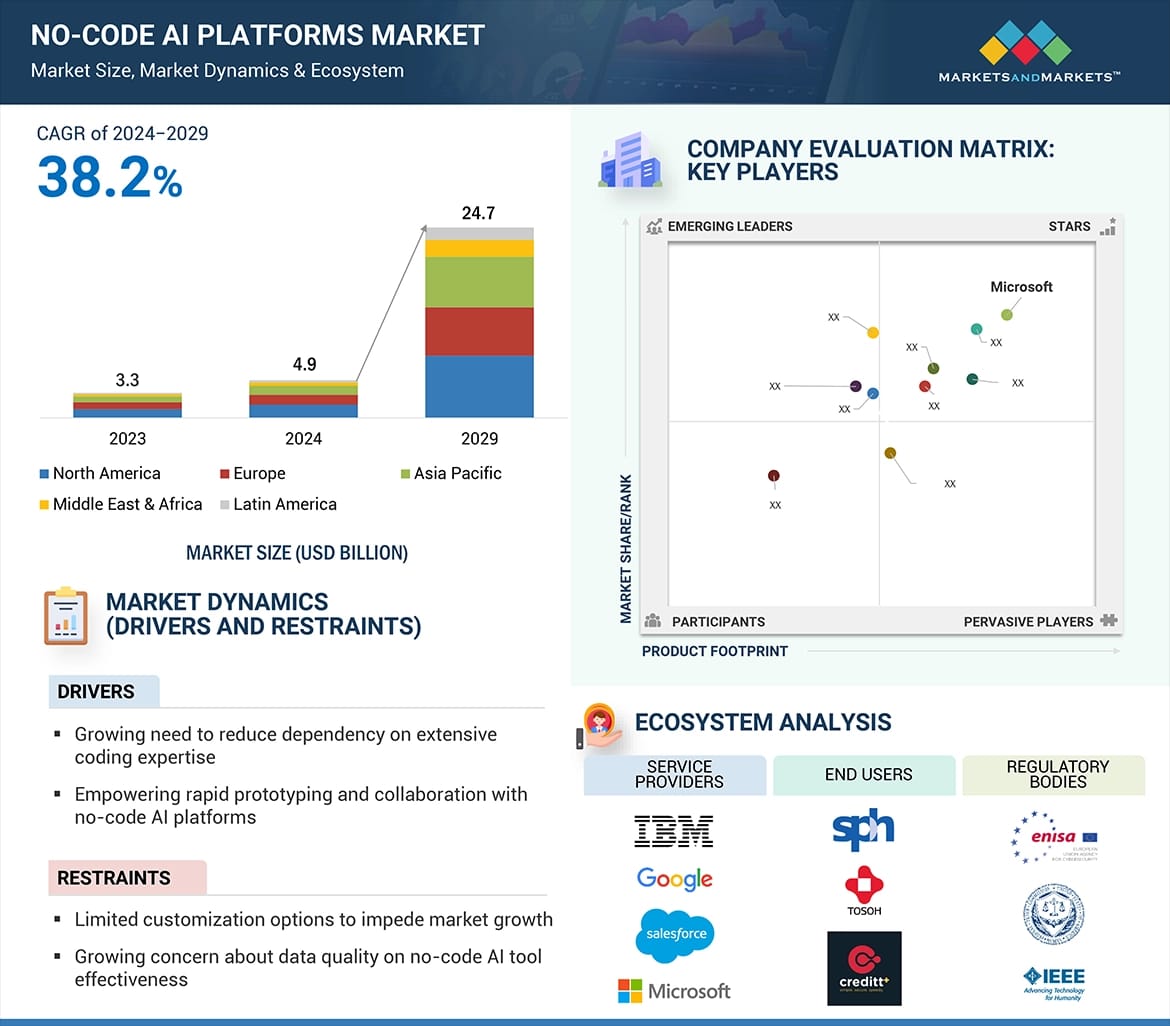 NO-CODE AI PLATFORMS MARKET
Market Size, Market Dynamics & Ecosystem
MARKETSANDMARKETS™
CAGR of 2024–2029
38.2%
3.3
4.9
24.7
2023
2024
2029
North America
Europe
Asia Pacific
Middle East & Africa
Latin America
MARKET SIZE (USD BILLION)
MARKET DYNAMICS
(DRIVERS AND RESTRAINTS)
DRIVERS
Growing need to reduce dependency on extensive
coding expertise
Empowering rapid prototyping and collaboration with
no-code AI platforms
RESTRAINTS
Limited customization options to impede market growth
Growing concern about data quality on no-code AI tool
effectiveness
COMPANY EVALUATION MATRIX:
KEY PLAYERS
EMERGING LEADERS
STARS
Microsoft
XX
XX
XX
XX
XX
XX
XX
XX
XX
MARKET SHARE/RANK
PARTICIPANTS
PERVASIVE PLAYERS
PRODUCT FOOTPRINT
ECOSYSTEM ANALYSIS
SERVICE
PROVIDERS
END USERS
REGULATORY
BODIES
IBM
Google
salesforce
Microsoft
sph
TOSOH
creditt+
enisa
EUROPEAN
UNION AGENCY
FOR CYBERSECURITY
IEEE
Advancing Technology
for Humanity